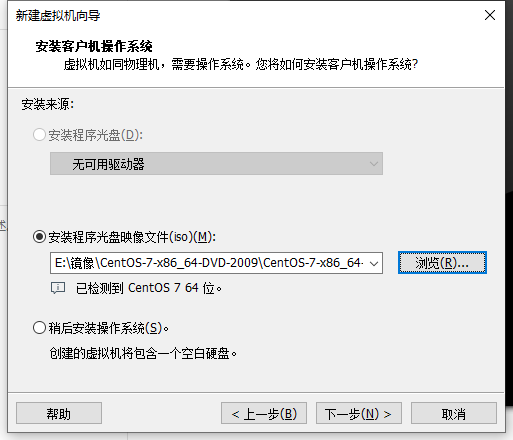 新建虚拟机向导
安装客户机操作系统
虚拟机如同物理机，需要操作系统。您将如何安装客户机操作系统?
安装来源:
安装程序光盘(D):
无可用驱动器
安装程序光盘映像文件(iso)(M):
E:\镜像\CentOS-7-x86_64-DVD-2009\CentOS-7-x86_64-
浏览(R)...
已检测到 CentOS 7 64 位。
稍后安装操作系统(S)。
创建的虚拟机将包含一个空白硬盘。
帮助
< 上一步(B)
下一步(N) >
取消